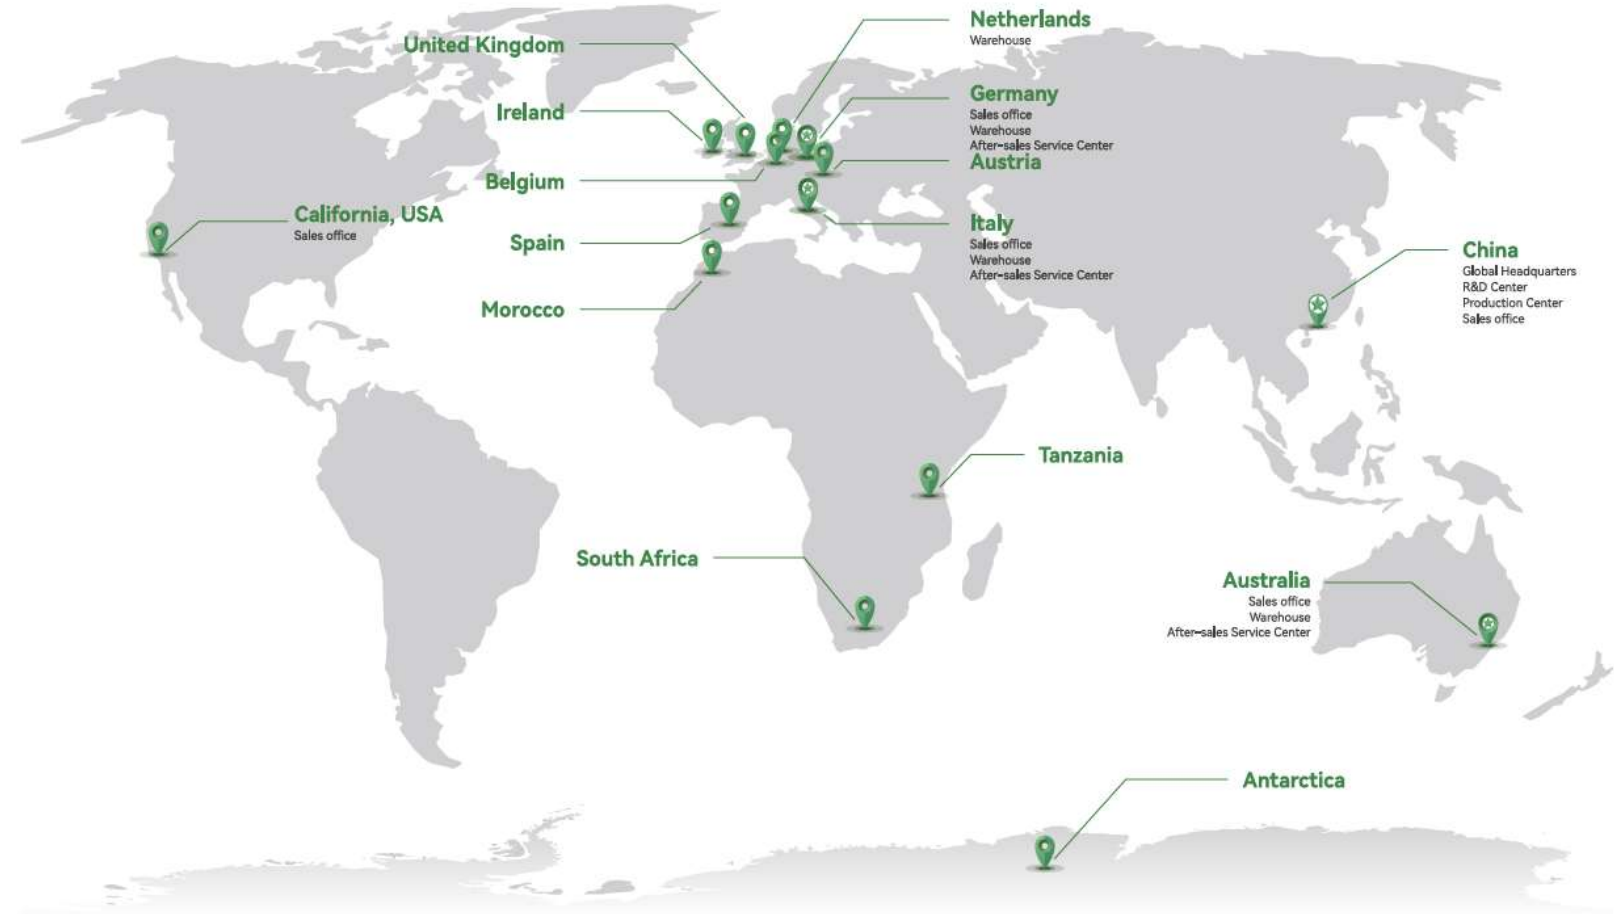 Netherlands
Warehouse
United Kingdom
Germany
Sales office
Warehouse
After-sales Service Center
Ireland
Austria
Belgium
California, USA
Sales office
Italy
Sales office
Warehouse
After-sales Service Center
Spain
China
Global Headquarters
R&D Center
Production Center
Sales office
Morocco
Tanzania
South Africa
Australia
Sales office
Warehouse
After-sales Service Center
Antarctica